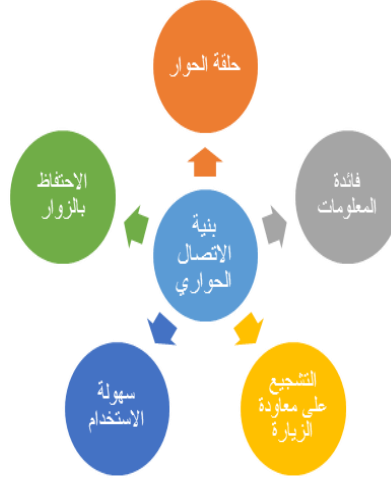 حلقة الحوار
فائدة
المعلومات
الاحتفاظ
بالزوار
بنية
الاتصال
الحواري
التشجيع
على معاودة
الزيارة
سهولة
الاستخدام